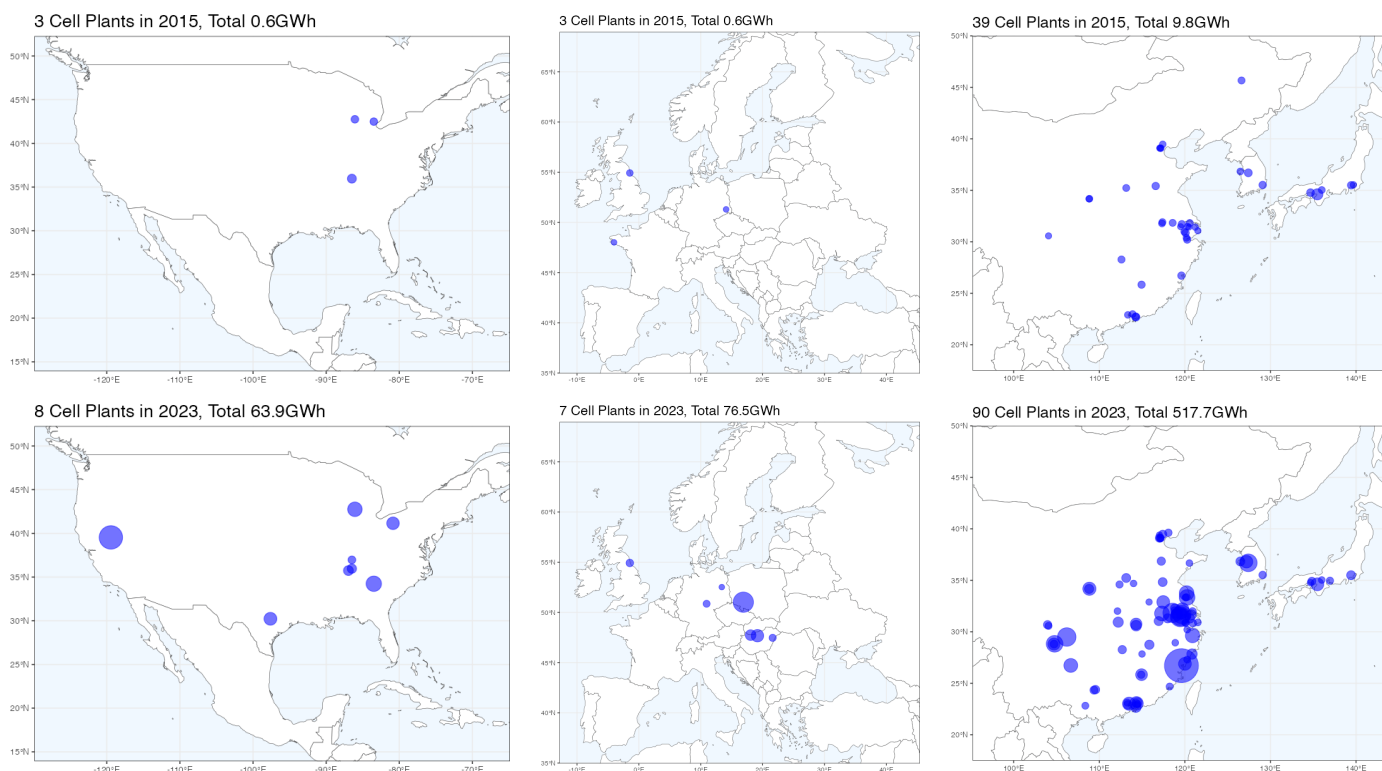 3 Cell Plants in 2015, Total 0.6GWh
50°N
45°N
40°N
35°N
30°N
25°N
20°N
15°N
-120°E -110°E -100°E -90°E -80°E -70°E
3 Cell Plants in 2015, Total 0.6GWh
65°N
60°N
55°N
50°N
45°N
40°N
35°N
-10°E 0°E 10°E 20°E 30°E 40°E
39 Cell Plants in 2015, Total 9.8GWh
50°N
45°N
40°N
35°N
30°N
25°N
20°N
100°E 110°E 120°E 130°E 140°E
8 Cell Plants in 2023, Total 63.9GWh
50°N
45°N
40°N
35°N
30°N
25°N
20°N
15°N
-120°E -110°E -100°E -90°E -80°E -70°E
7 Cell Plants in 2023, Total 76.5GWh
65°N
60°N
55°N
50°N
45°N
40°N
35°N
-10°E 0°E 10°E 20°E 30°E 40°E
90 Cell Plants in 2023, Total 517.7GWh
50°N
45°N
40°N
35°N
30°N
25°N
20°N
100°E 110°E 120°E 130°E 140°E